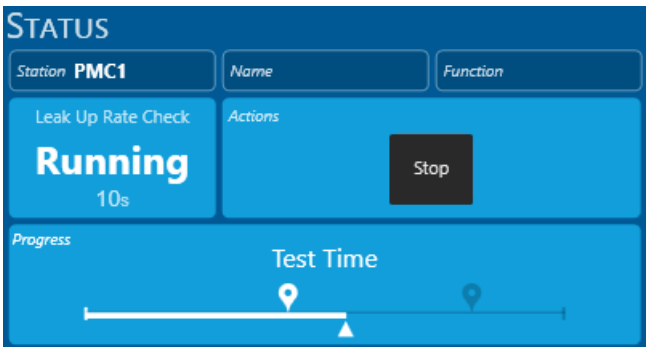 STATUS
Station PMC1
Name
Function
Leak Up Rate Check
Running
10s
Actions
Stop
Progress
Test Time